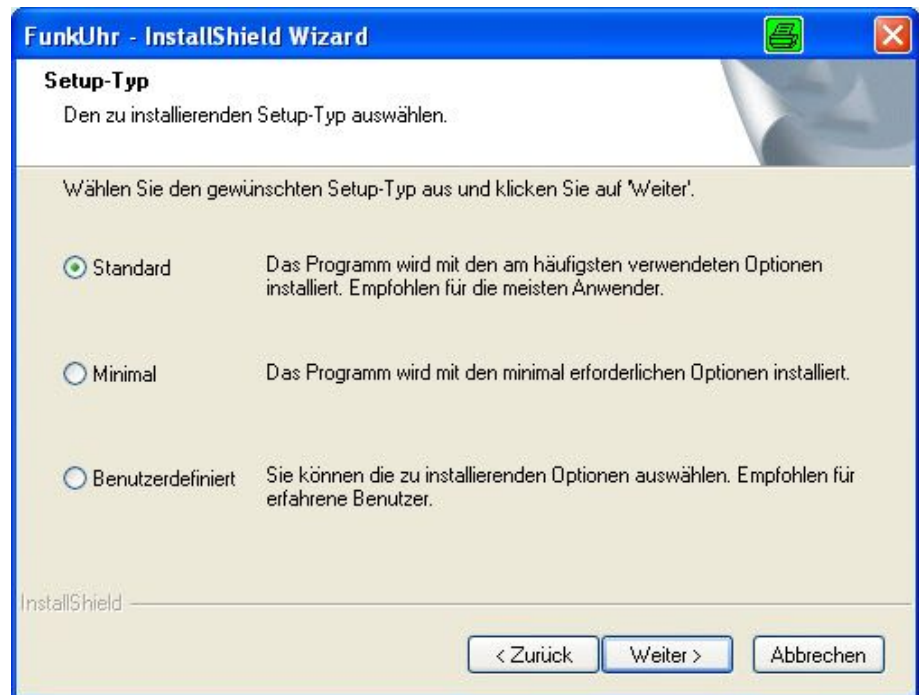 FunkUhr - InstallShield Wizard
Setup-Typ
Den zu installierenden Setup-Typ auswählen.
Wählen Sie den gewünschten Setup-Typ aus und klicken Sie auf 'Weiter'.
Standard
Das Programm wird mit den am häufigsten verwendeten Optionen
installiert. Empfohlen für die meisten Anwender.
Minimal
Das Programm wird mit den minimal erforderlichen Optionen installiert.
Benutzerdefiniert
Sie können die zu installierenden Optionen auswählen. Empfohlen für
erfahrene Benutzer.
InstallShield
< Zurück
Weiter >
Abbrechen